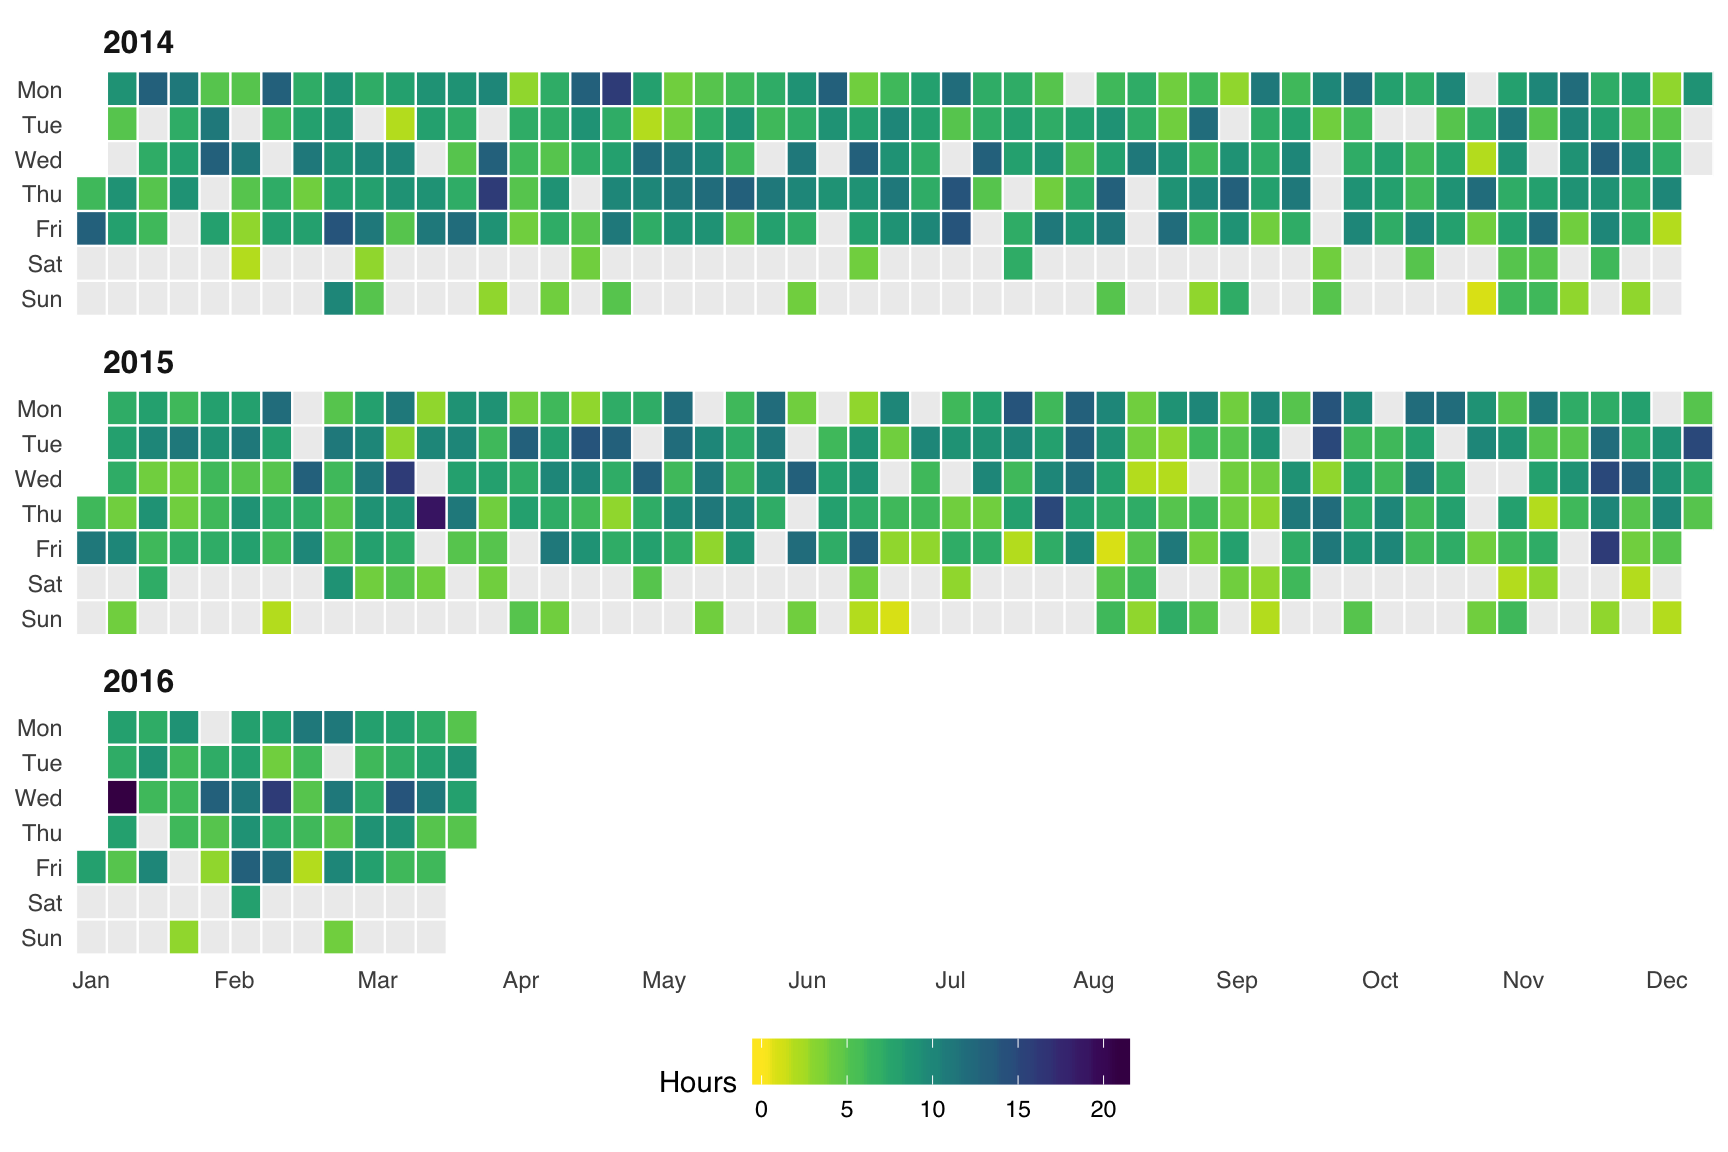 2014
Mon
Tue
Wed
Thu
Fri
Sat
Sun
2015
Mon
Tue
Wed
Thu
Fri
Sat
Sun
2016
Mon
Tue
Wed
Thu
Fri
Sat
Sun
Jan Feb Mar Apr May Jun Jul Aug Sep Oct Nov Dec
Hours
0 5 10 15 20